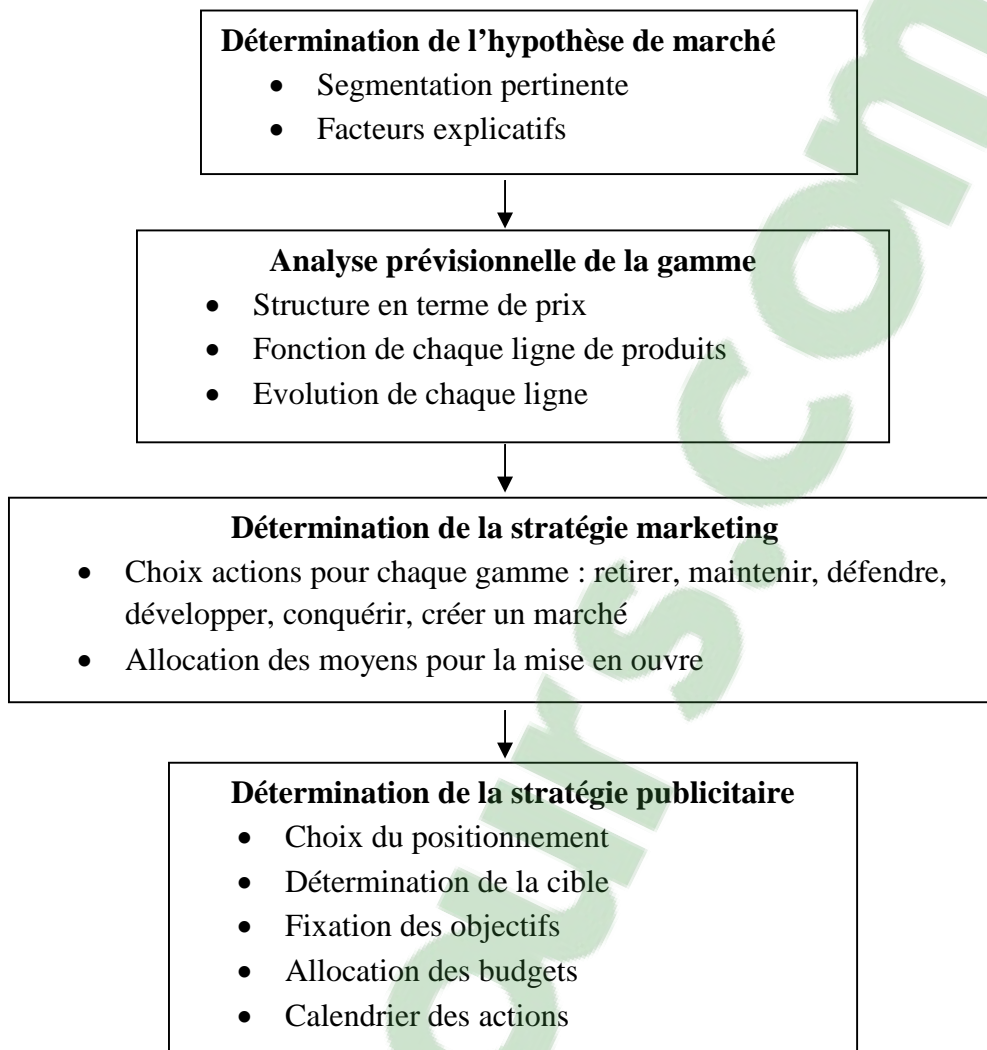 Détermination de l’hypothèse de marché
• Segmentation pertinente
• Facteurs explicatifs
Analyse prévisionnelle de la gamme
• Structure en terme de prix
• Fonction de chaque ligne de produits
• Evolution de chaque ligne
Détermination de la stratégie marketing
• Choix actions pour chaque gamme : retirer, maintenir, défendre,
développer, conquérir, créer un marché
• Allocation des moyens pour la mise en ouvre
Détermination de la stratégie publicitaire
• Choix du positionnement
• Détermination de la cible
• Fixation des objectifs
• Allocation des budgets
• Calendrier des actions
ours.com